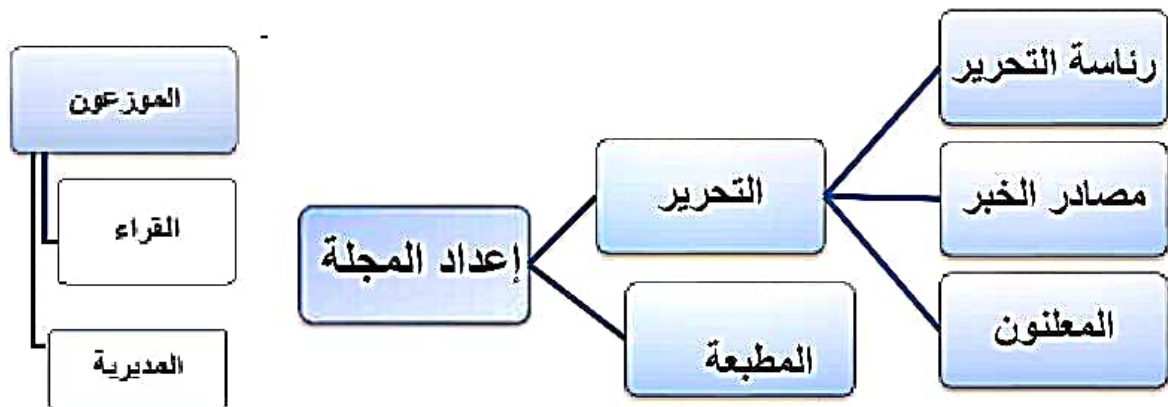 رئاسة التحرير
مصادر الخبر
المعلنون
التحرير
المطبعة
إعداد المجلة
الموزعون
القراء
المديرية